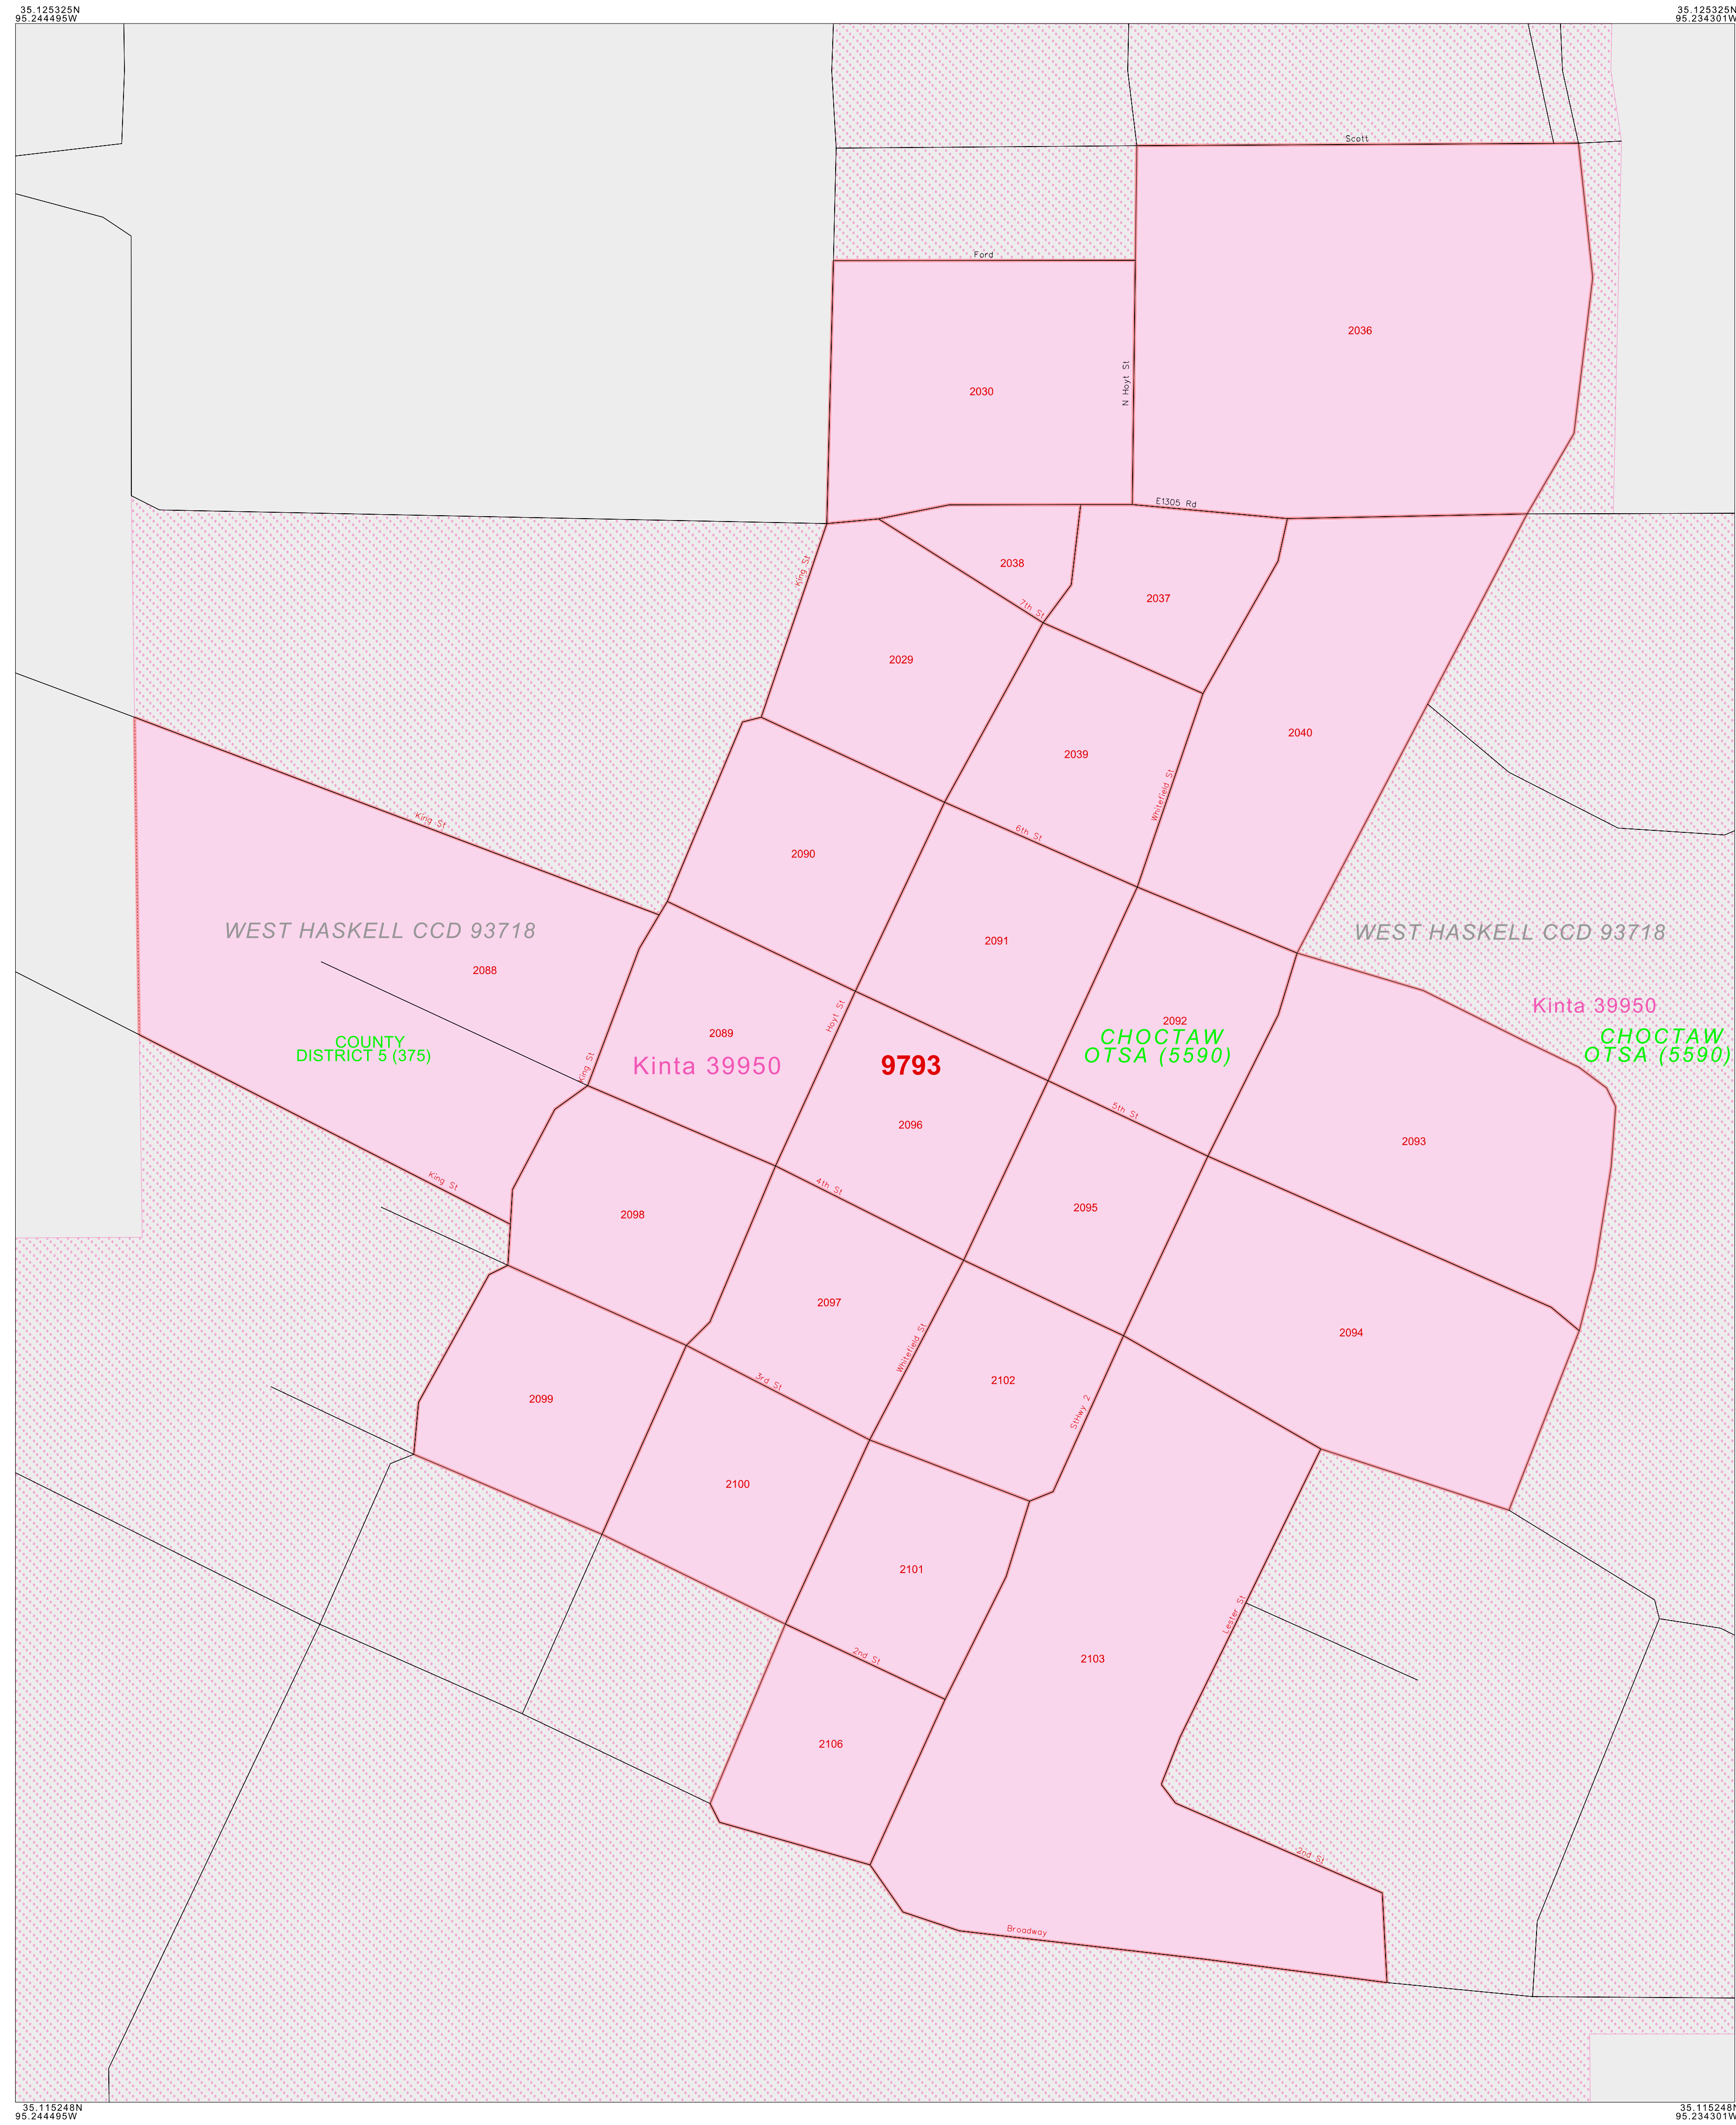 35.125325N
95.244495W
35.125325N
95.234301W
Scott
Ford
2036
N Hoyt St
2030
E1305 Rd
King St
2038
2037
7th St
2029
2040
2039
Whitefield St
King St
6th St
2090
WEST HASKELL CCD 93718
2091
WEST HASKELL CCD 93718
2088
Kinta 39950
Hoyt St
2092
2089
COUNTY
DISTRICT 5 (375)
CHOCTAW
OTSA (5590)
CHOCTAW
OTSA (5590)
King St
Kinta 39950
9793
5th St
2096
2093
King St
4th St
2098
2095
2097
2094
Whitefield St
3rd St
2102
2099
StHwy 2
2100
2101
Lester St
2nd St
2103
2106
2nd St
Broadway
35.115248N
95.244495W
35.115248N
95.234301W